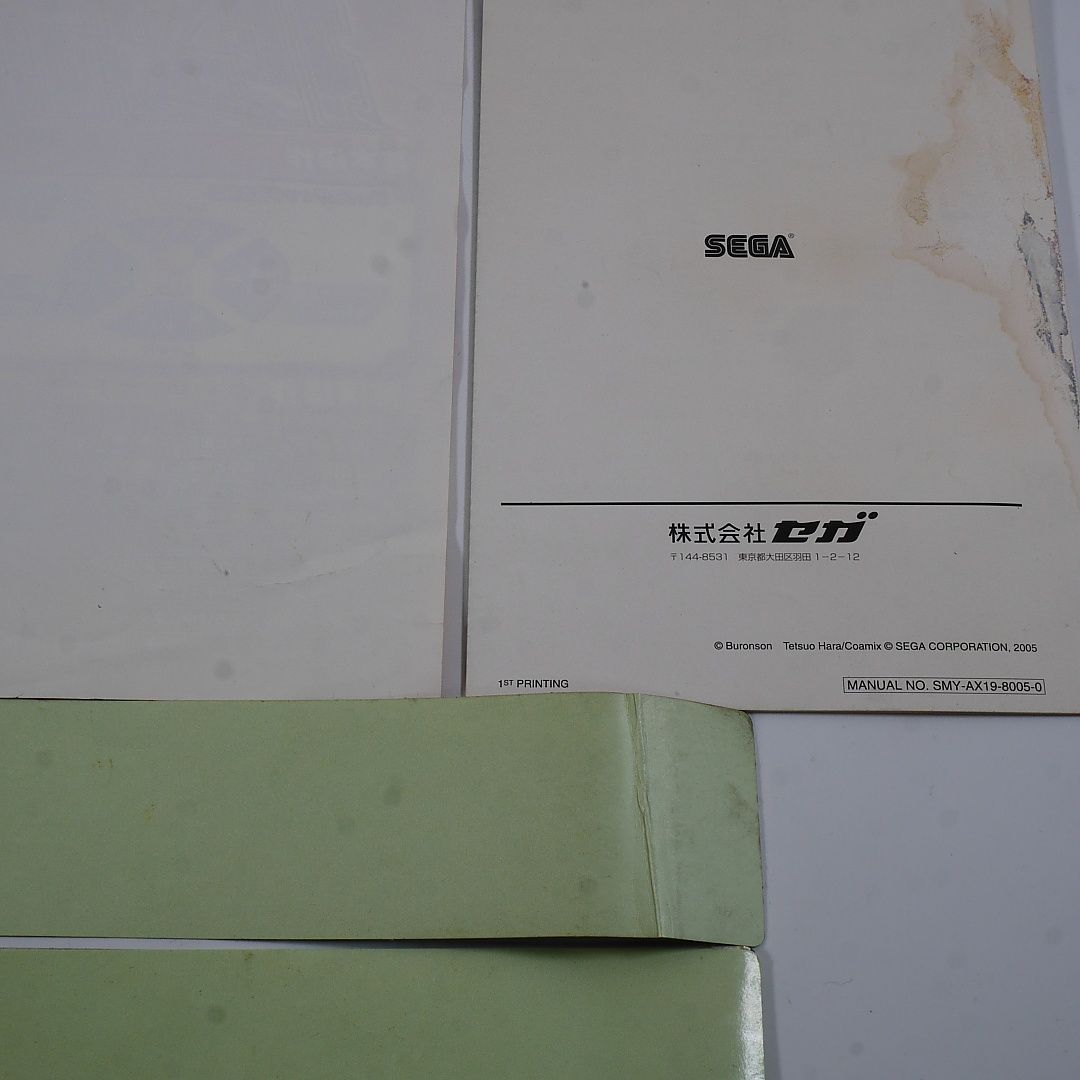 SEGA®
株式会社 セガ
〒144-8531 東京都大田区羽田 1-2-12
© Buronson Tetsuo Hara/Coamix © SEGA CORPORATION, 2005
1ST PRINTING
MANUAL NO. SMY-AX19-8005-0